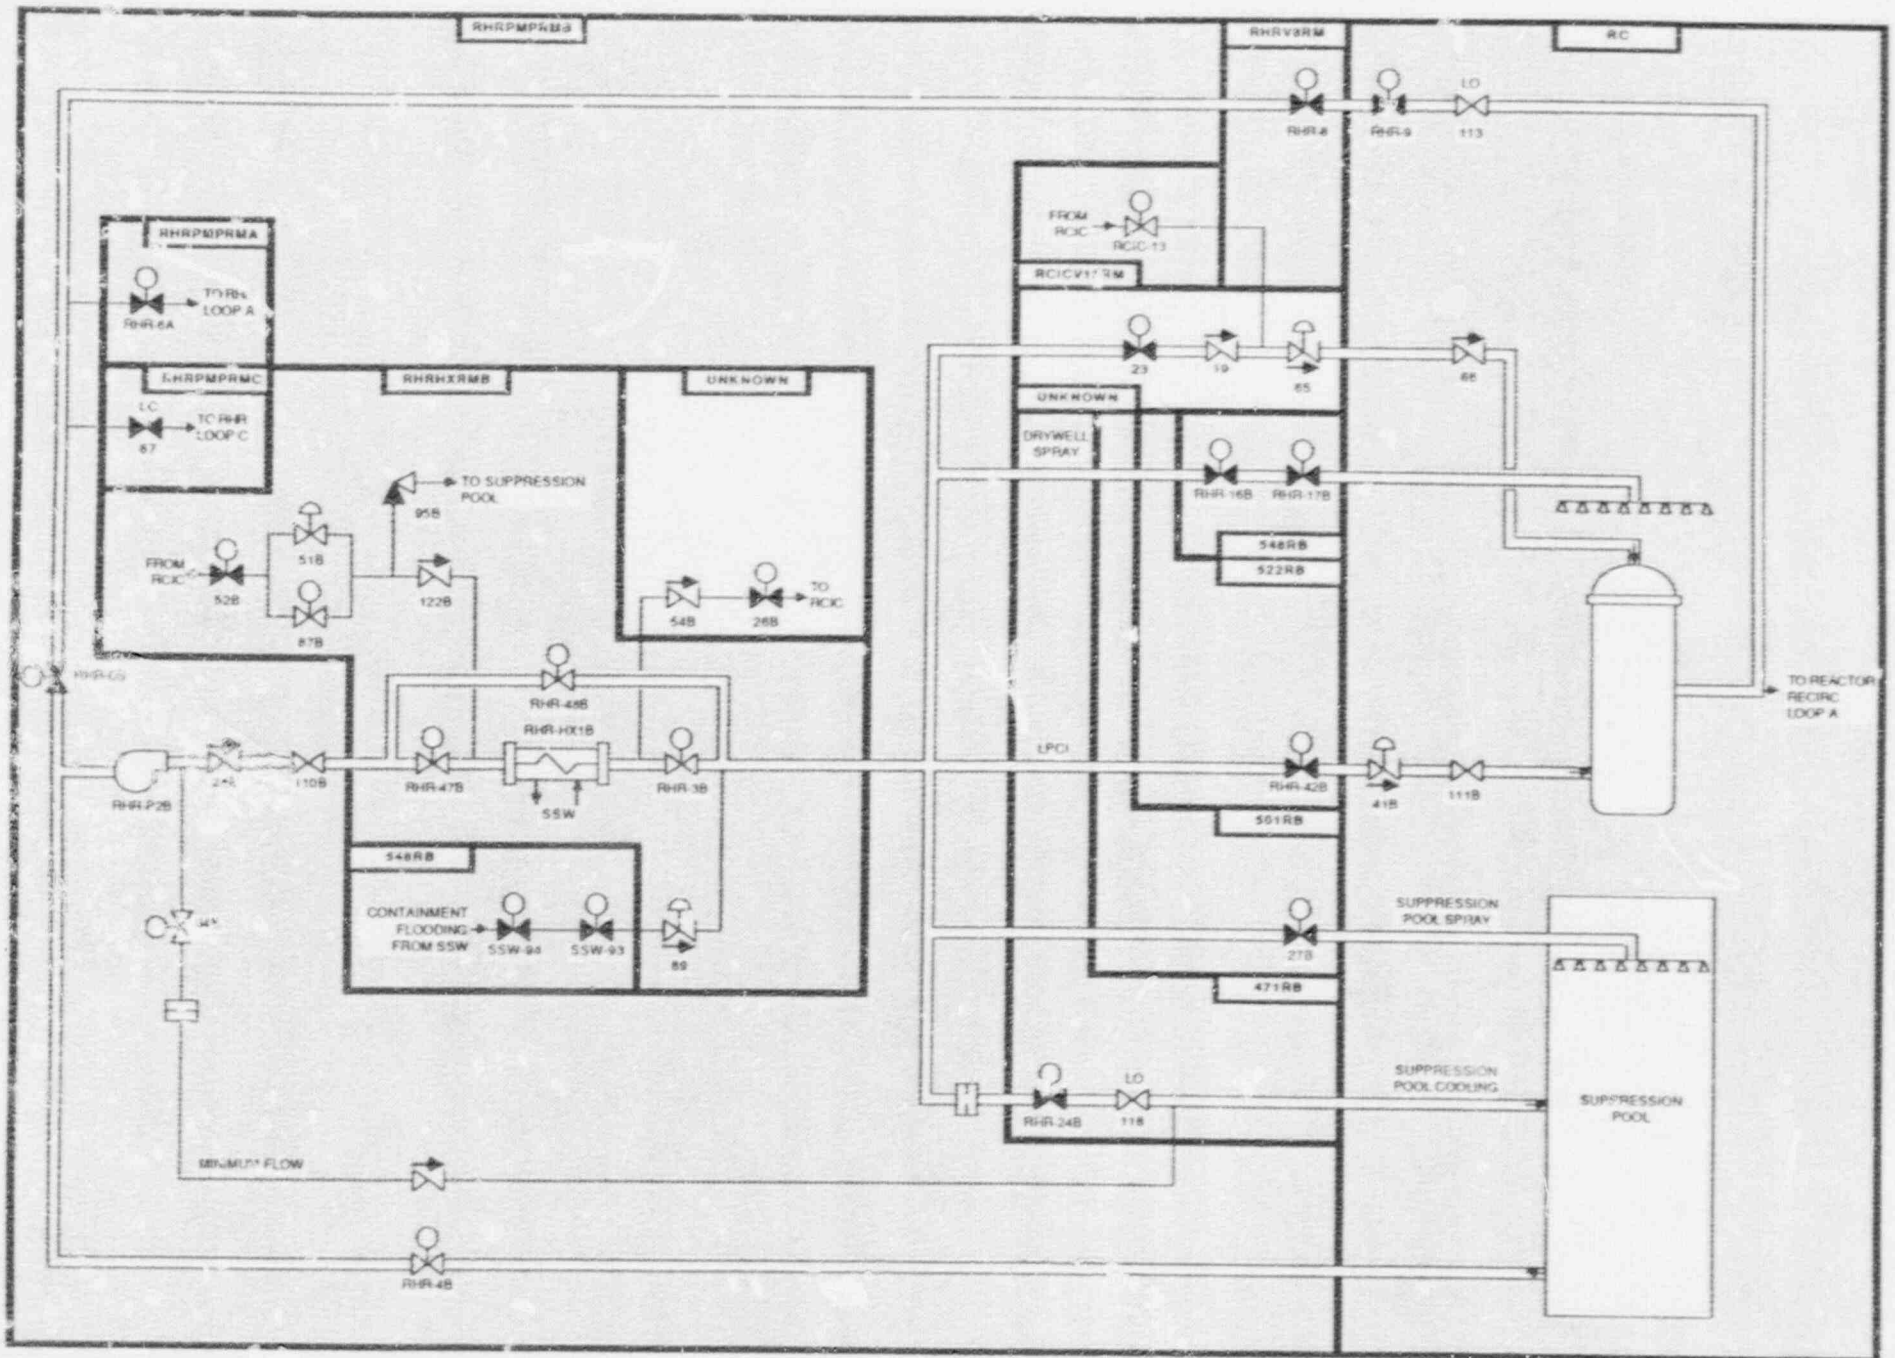 RHRPMPRMB
RHRV8RM
RC
RHR-8
RHR-9
LO
113
RHRPMPRMA
RHR-6A
LOOP A
FROM
RCIC
RCIC-13
23
19
65
66
RHRPMPRMC
LC
67
TO RHR
LOOP C
RHRHXRMB
UNKNOWN
UNKNOWN
DRYWELL
SPRAY
RHR-16B
RHR-17B
TO SUPPRESSION
POOL
95B
FROM
RCIC
52B
51B
87B
122B
54B
26B
TO
RCIC
548RB
522RB
RHR-48B
RHR-HX1B
RHR-P2B
110B
RHR-47B
SSW
RHR-3B
LPCI
RHR-42B
41B
111B
TO REACTOR
RECIRC
LOOP A
501RB
548RB
CONTAINMENT
FLOODING
FROM SSW
SSW-94
SSW-93
89
SUPPRESSION
POOL SPRAY
27B
471RB
RHR-24B
LO
118
SUPPRESSION
POOL COOLING
SUPPRESSION
POOL
MINIMUM FLOW
RHR-4B